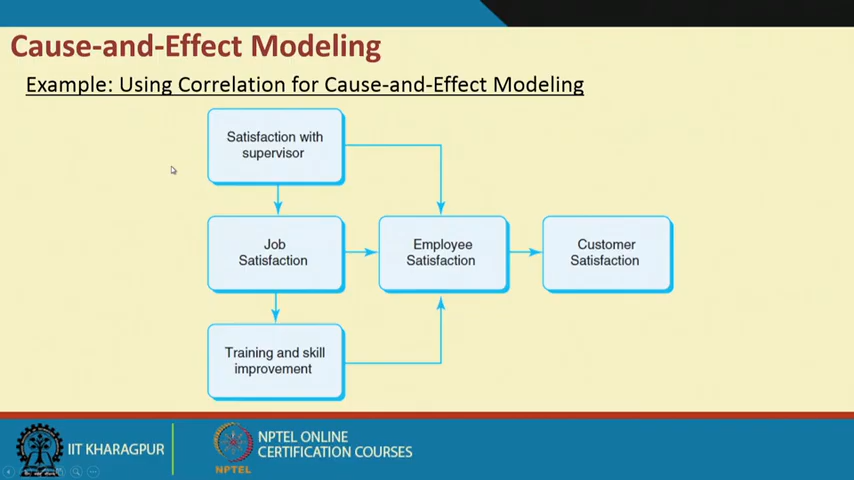 Cause-and-Effect Modeling
Example: Using Correlation for Cause-and-Effect Modeling
Satisfaction with
supervisor
Job
Satisfaction
Employee
Satisfaction
Customer
Satisfaction
Training and skill
improvement
IIT KHARAGPUR
NPTEL
NPTEL ONLINE
CERTIFICATION COURSES